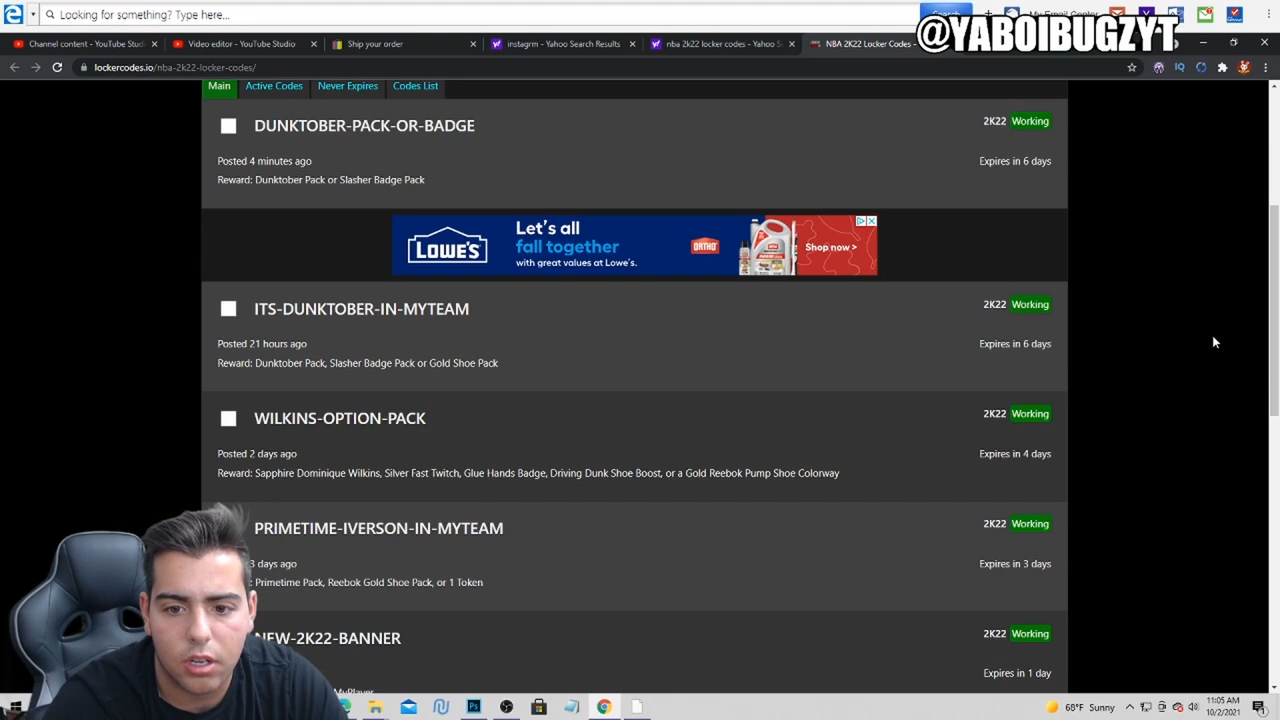 Looking for something? Type here...
Search
My Email Center
@YABOIBUGZYT
Channel content - YouTube Stud
Video editor - YouTube Studio
Ship your order
instagrm - Yahoo Search Results
nba 2k22 locker codes - Yahoo S
NBA 2K22 Locker Codes -
lockercodes.io/nba-2k22-locker-codes/
Main
Active Codes
Never Expires
Codes List
DUNKTOBER-PACK-OR-BADGE
2K22 Working
Posted 4 minutes ago
Expires in 6 days
Reward: Dunktober Pack or Slasher Badge Pack
LOWE'S
Let's all
fall together
with great values at Lowe's.
ORTHO
Shop now >
ITS-DUNKTOBER-IN-MYTEAM
2K22 Working
Posted 21 hours ago
Expires in 6 days
Reward: Dunktober Pack, Slasher Badge Pack or Gold Shoe Pack
WILKINS-OPTION-PACK
2K22 Working
Posted 2 days ago
Expires in 4 days
Reward: Sapphire Dominique Wilkins, Silver Fast Twitch, Glue Hands Badge, Driving Dunk Shoe Boost, or a Gold Reebok Pump Shoe Colorway
PRIMETIME-IVERSON-IN-MYTEAM
2K22 Working
3 days ago
Expires in 3 days
: Primetime Pack, Reebok Gold Shoe Pack, or 1 Token
NEW-2K22-BANNER
2K22 Working
Expires in 1 day
MyPlayer
68°F Sunny
11:05 AM
10/2/2021